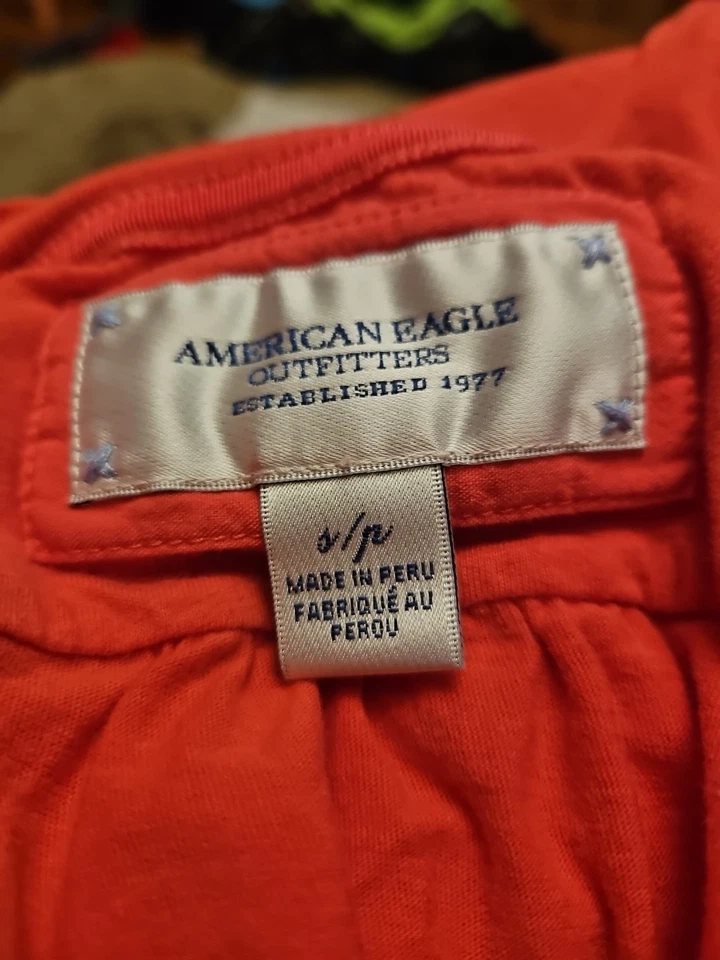 AMERICAN EAGLE
OUTFITTERS
ESTABLISHED 1977
s/p
MADE IN PERU
FABRIQUÉ AU
PEROU